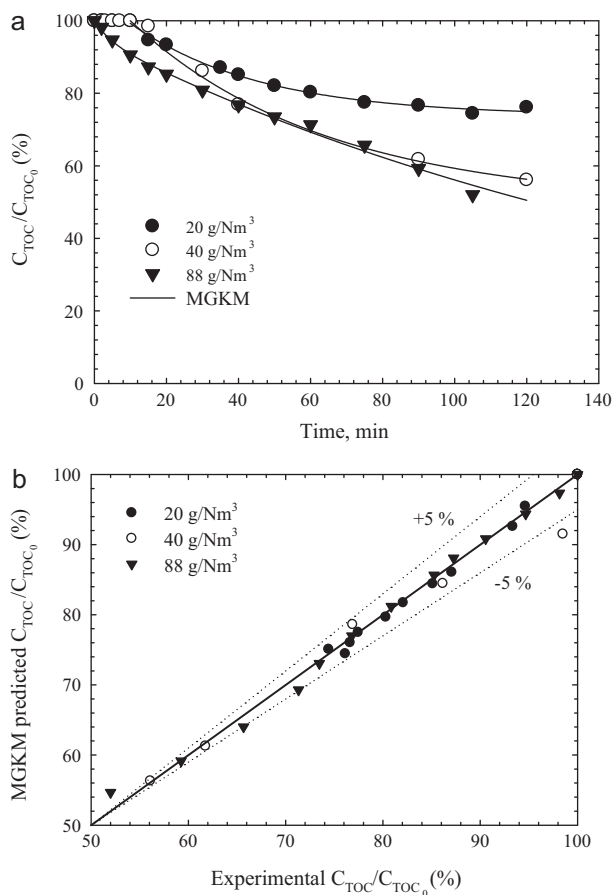 a
C_TOC/C_TOC₀ (%)
100
80
60
40
20
0
20 g/Nm³
40 g/Nm³
88 g/Nm³
MGKM
0 20 40 60 80 100 120 140
Time, min
b
MGKM predicted C_TOC/C_TOC₀ (%)
100
90
80
70
60
50
20 g/Nm³
40 g/Nm³
88 g/Nm³
+5 %
-5 %
50 60 70 80 90 100
Experimental C_TOC/C_TOC₀(%)